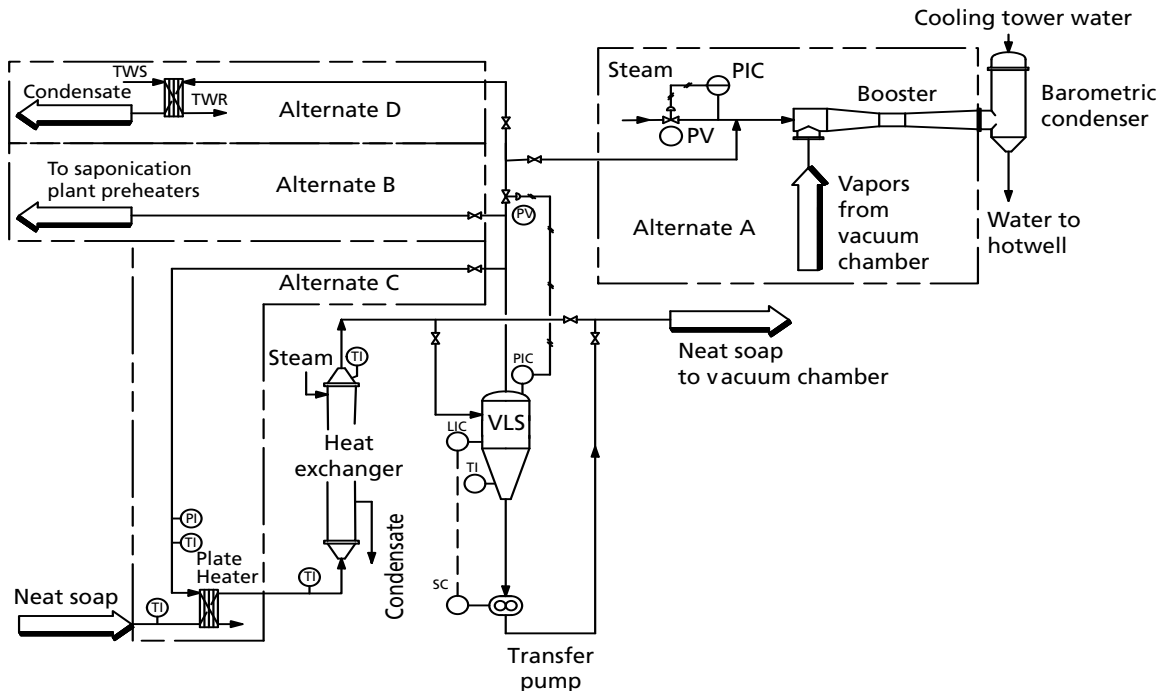 Cooling tower water
TWS
Condensate
TWR
Alternate D
Steam
PIC
PV
Booster
Barometric
condenser
To saponication
plant preheaters
Alternate B
PV
Alternate A
Vapors
from
vacuum
chamber
Water to
hotwell
Alternate C
Steam
TI
PIC
Neat soap
to vacuum chamber
VLS
LIC
TI
Heat
exchanger
PI
TI
Plate
Heater
TI
Condensate
SC
Neat soap
TI
Transfer
pump